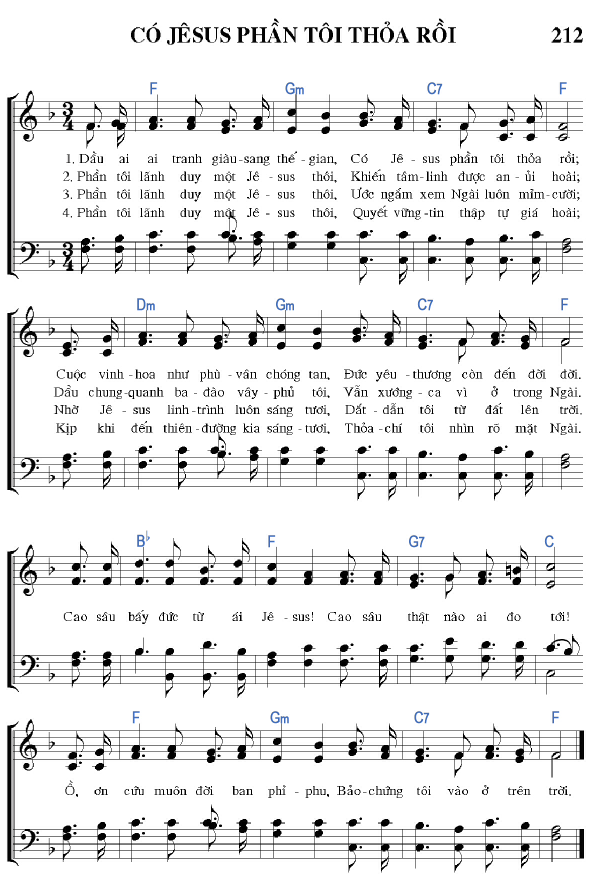 CÓ JÊSUS PHẦN TÔI THỎA RỒI 212
F Gm C7 F
1. Dầu ai ai tranh giàu-sang thế-gian, Có Jê-sus phần tôi thỏa rồi;
2. Phần tôi lãnh duy một Jê-sus thôi, Khiến tâm-linh được an-ủi hoài;
3. Phần tôi lãnh duy một Jê-sus thôi, Ước ngắm xem Ngài luôn mỉm-cười;
4. Phần tôi lãnh duy một Jê-sus thôi, Quyết vững-tin thập tự giá hoài;
Dm Gm C7 F
Cuộc vinh-hoa như phù-vân chóng tan, Đức yêu-thương còn đến đời đời.
Dầu chung-quanh ba-đào vây-phủ tôi, Vẫn xướng-ca vì ở trong Ngài.
Nhờ Jê-sus linh-trình luôn sáng tươi, Dắt-dẫn tôi từ đất lên trời.
Kịp khi đến thiên-đường kia sáng-tươi, Thỏa-chí tôi nhìn rõ mặt Ngài.
B♭ F G7 C
Cao sâu bấy đức từ ái Jê-sus! Cao sâu thật nào ai đo tới!
F Gm C7 F
Ồ, ơn cứu muôn đời ban phỉ-phu, Bảo-chứng tôi vào ở trên trời.